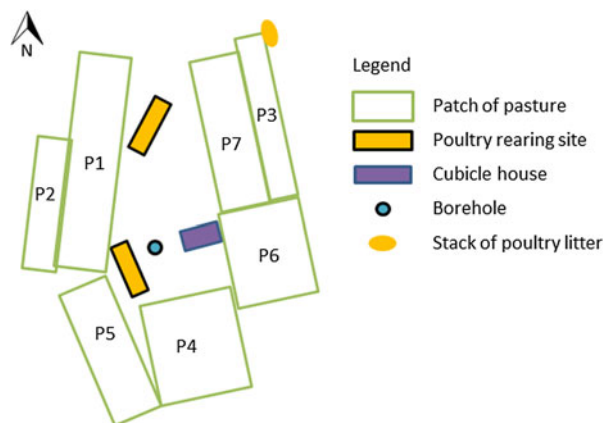 N
P1
P2
P3
P7
P6
P5
P4
Legend
Patch of pasture
Poultry rearing site
Cubicle house
Borehole
Stack of poultry litter